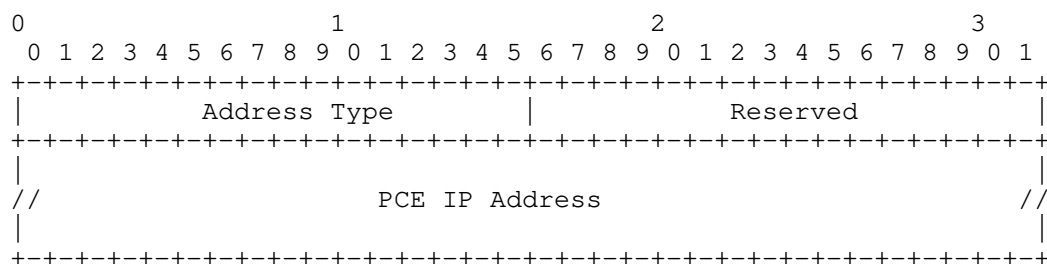 0                   1                   2                   3
 0 1 2 3 4 5 6 7 8 9 0 1 2 3 4 5 6 7 8 9 0 1 2 3 4 5 6 7 8 9 0 1
+-+-+-+-+-+-+-+-+-+-+-+-+-+-+-+-+-+-+-+-+-+-+-+-+-+-+-+-+-+-+-+-+
|           Address Type        |            Reserved           |
+-+-+-+-+-+-+-+-+-+-+-+-+-+-+-+-+-+-+-+-+-+-+-+-+-+-+-+-+-+-+-+-+
|                                                               |
//                     PCE IP Address                          //
|                                                               |
+-+-+-+-+-+-+-+-+-+-+-+-+-+-+-+-+-+-+-+-+-+-+-+-+-+-+-+-+-+-+-+-+